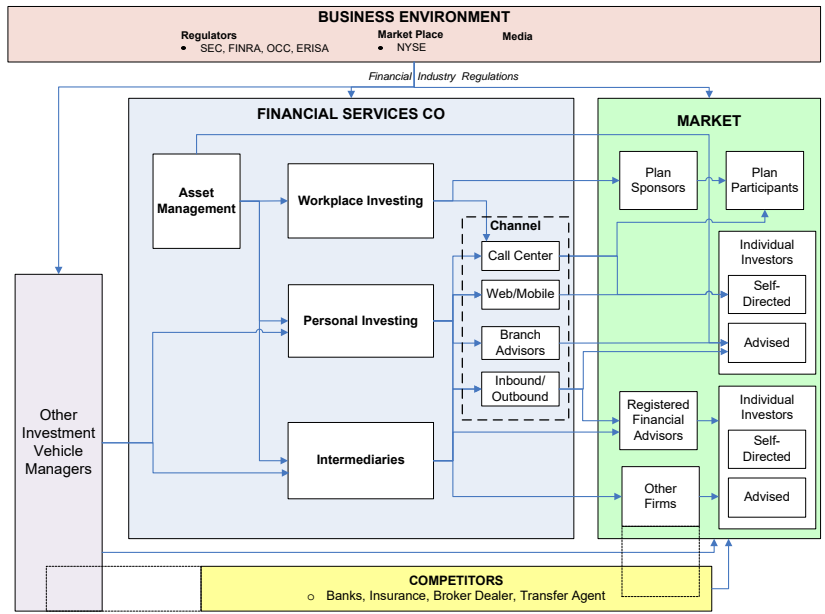 BUSINESS ENVIRONMENT
Regulators
• SEC, FINRA, OCC, ERISA
Market Place
• NYSE
Media
Financial Industry Regulations
FINANCIAL SERVICES CO
Asset
Management
Workplace Investing
Personal Investing
Intermediaries
Channel
Call Center
Web/Mobile
Branch
Advisors
Inbound/
Outbound
MARKET
Plan
Sponsors
Plan
Participants
Individual
Investors
Self-
Directed
Advised
Registered
Financial
Advisors
Individual
Investors
Self-
Directed
Advised
Other
Firms
Other
Investment
Vehicle
Managers
COMPETITORS
o Banks, Insurance, Broker Dealer, Transfer Agent